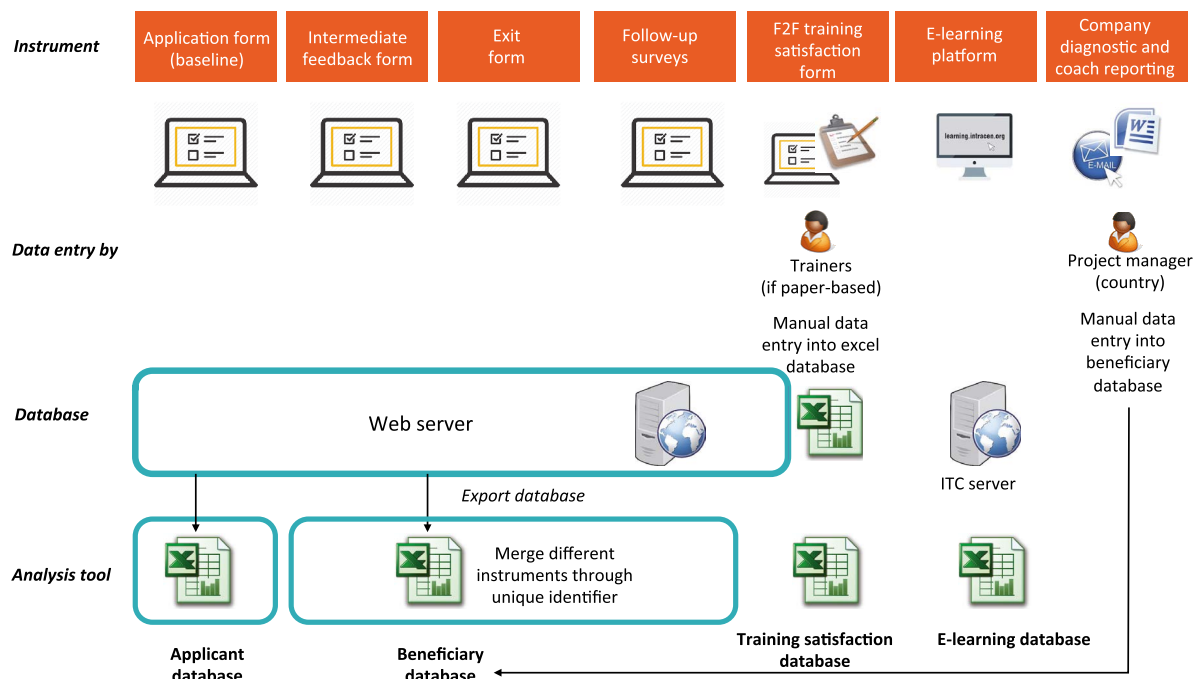 Instrument
Application form
(baseline)
Intermediate
feedback form
Exit
form
Follow-up
surveys
F2F training
satisfaction
form
E-learning
platform
Company
diagnostic and
coach reporting
learning.intracen.org
W
E-MAIL
Data entry by
Trainers
(if paper-based)
Project manager
(country)
Manual data
entry into excel
database
Manual data
entry into
beneficiary
database
Database
Web server
X
ITC server
Export database
Analysis tool
X
X
Merge different
instruments through
unique identifier
X
X
Applicant
database
Beneficiary
database
Training satisfaction
database
E-learning database